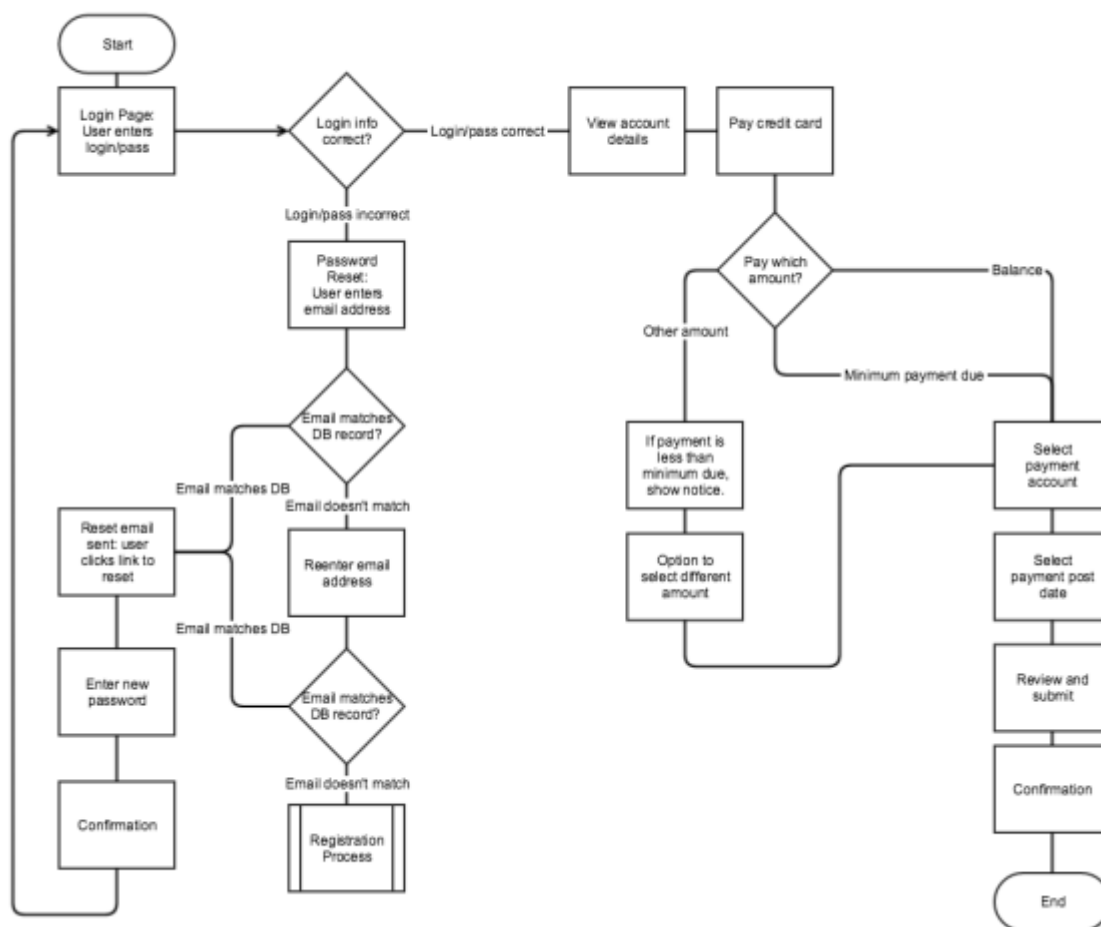 Start
Login Page:
User enters
login/pass
Login info
correct?
Login/pass correct
View account
details
Pay credit card
Login/pass incorrect
Password
Reset:
User enters
email address
Pay which
amount?
Balance
Other amount
Minimum payment due
Email matches
DB record?
If payment is
less than
minimum due,
show notice.
Select
payment
account
Email matches DB
Email doesn't match
Reset email
sent: user
clicks link to
reset
Reenter email
address
Option to
select different
amount
Select
payment post
date
Email matches DB
Enter new
password
Email matches
DB record?
Review and
submit
Email doesn't match
Confirmation
Registration
Process
Confirmation
End